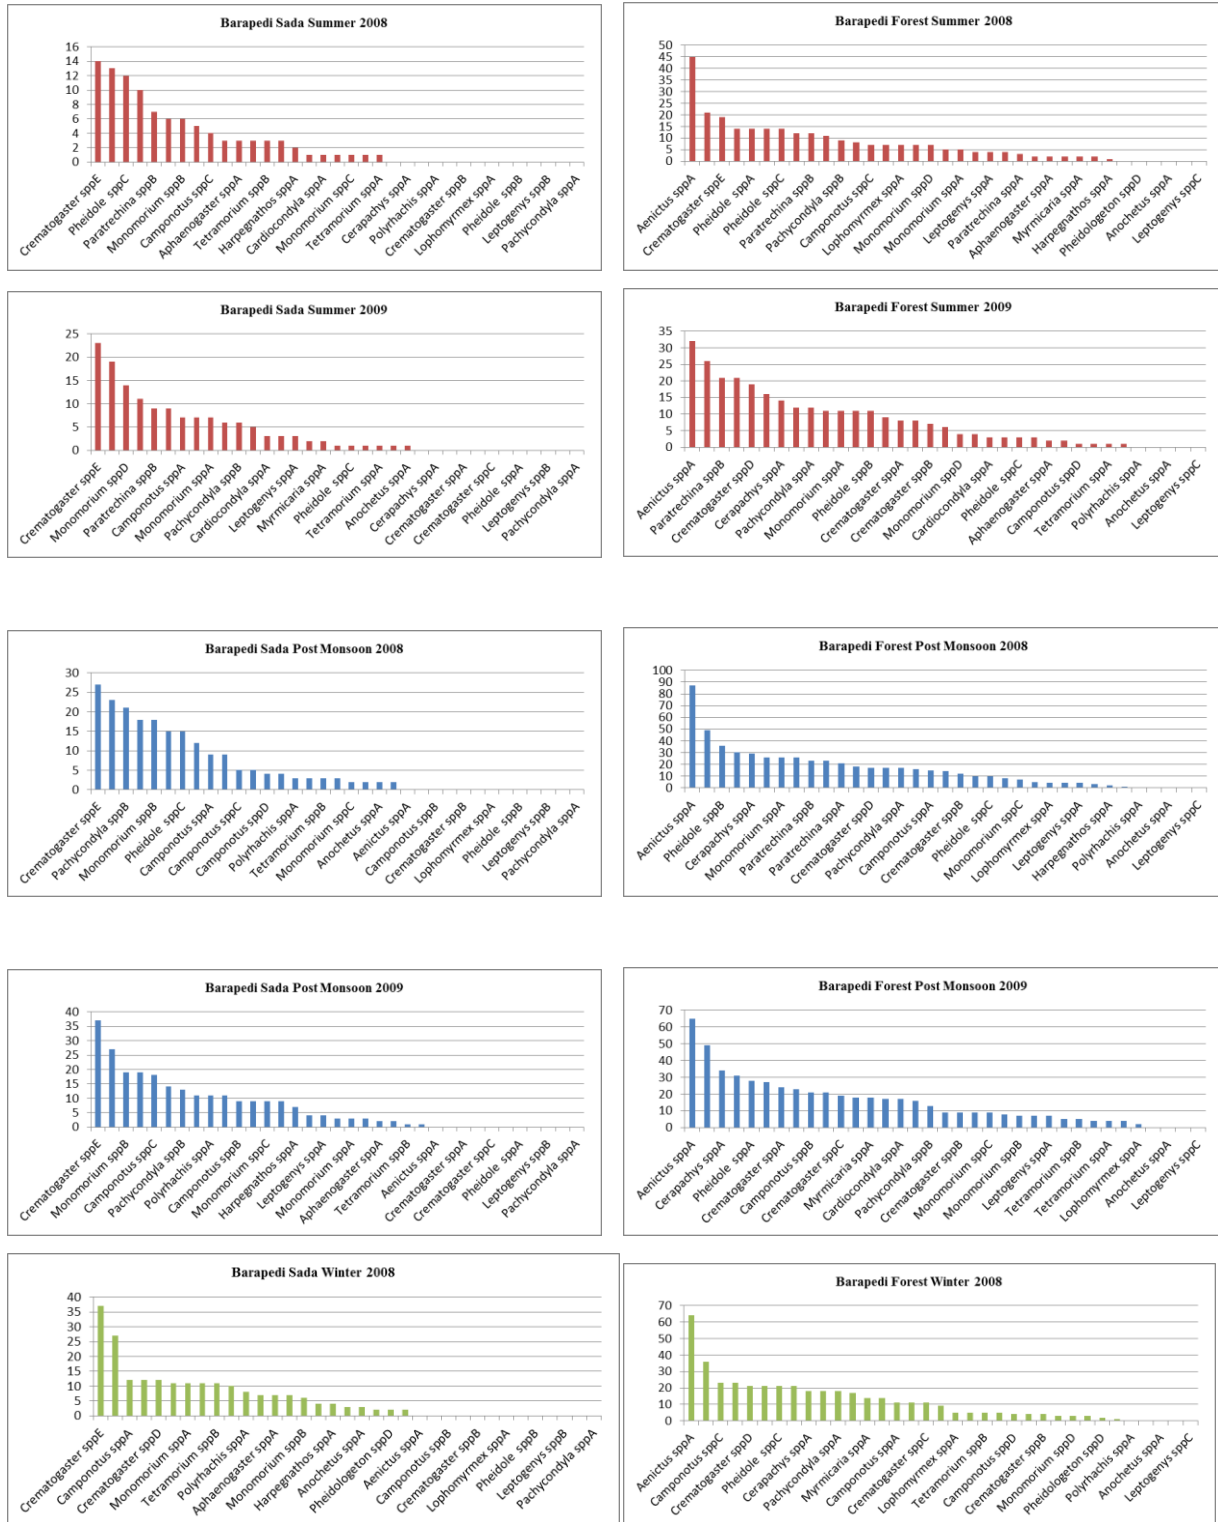 Barapedi Sada Summer 2008
16
14
12
10
8
6
4
2
0
Crematogaster sppE
Pheidole sppC
Paratrechina sppB
Monomorium sppB
Camponotus sppC
Aphaenogaster sppA
Tetramorium sppB
Harpegnathos sppA
Cardiocondyla sppA
Monomorium sppC
Tetramorium sppA
Cerapachys sppA
Polyrhachis sppA
Crematogaster sppB
Lophomyrmex sppA
Pheidole sppB
Leptogenys sppB
Pachycondyla sppA
Barapedi Forest Summer 2008
50
45
40
35
30
25
20
15
10
5
0
Aenictus sppA
Crematogaster sppE
Pheidole sppA
Pheidole sppC
Paratrechina sppB
Pachycondyla sppB
Camponotus sppC
Lophomyrmex sppA
Monomorium sppD
Monomorium sppA
Leptogenys sppA
Paratrechina sppA
Aphaenogaster sppA
Myrmicaria sppA
Harpegnathos sppA
Pheidologeton sppD
Anochetus sppA
Leptogenys sppC
Barapedi Sada Summer 2009
25
20
15
10
5
0
Crematogaster sppE
Monomorium sppD
Paratrechina sppB
Camponotus sppA
Monomorium sppA
Pachycondyla sppB
Cardiocondyla sppA
Leptogenys sppA
Myrmicaria sppA
Pheidole sppC
Tetramorium sppA
Anochetus sppA
Cerapachys sppA
Crematogaster sppA
Crematogaster sppC
Pheidole sppA
Leptogenys sppB
Pachycondyla sppA
Barapedi Forest Summer 2009
35
30
25
20
15
10
5
0
Aenictus sppA
Paratrechina sppB
Crematogaster sppD
Cerapachys sppA
Pachycondyla sppA
Monomorium sppA
Pheidole sppB
Crematogaster sppA
Crematogaster sppB
Monomorium sppD
Cardiocondyla sppA
Pheidole sppC
Aphaenogaster sppA
Camponotus sppD
Tetramorium sppA
Polyrhachis sppA
Anochetus sppA
Leptogenys sppC
Barapedi Sada Post Monsoon 2008
30
25
20
15
10
5
0
Crematogaster sppE
Pachycondyla sppB
Monomorium sppB
Pheidole sppC
Camponotus sppA
Camponotus sppC
Camponotus sppD
Polyrhachis sppA
Tetramorium sppB
Monomorium sppC
Anochetus sppA
Aenictus sppA
Camponotus sppB
Crematogaster sppB
Lophomyrmex sppA
Pheidole sppB
Leptogenys sppB
Pachycondyla sppA
Barapedi Forest Post Monsoon 2008
100
90
80
70
60
50
40
30
20
10
0
Aenictus sppA
Pheidole sppB
Cerapachys sppA
Monomorium sppA
Paratrechina sppB
Paratrechina sppA
Crematogaster sppD
Pachycondyla sppA
Camponotus sppA
Crematogaster sppB
Pheidole sppC
Monomorium sppC
Lophomyrmex sppA
Leptogenys sppA
Harpegnathos sppA
Polyrhachis sppA
Anochetus sppA
Leptogenys sppC
Barapedi Sada Post Monsoon 2009
40
35
30
25
20
15
10
5
0
Crematogaster sppE
Monomorium sppB
Camponotus sppC
Pachycondyla sppB
Polyrhachis sppA
Camponotus sppB
Monomorium sppC
Harpegnathos sppA
Leptogenys sppA
Monomorium sppA
Aphaenogaster sppA
Tetramorium sppB
Aenictus sppA
Crematogaster sppA
Crematogaster sppC
Pheidole sppA
Leptogenys sppB
Pachycondyla sppA
Barapedi Forest Post Monsoon 2009
70
60
50
40
30
20
10
0
Aenictus sppA
Cerapachys sppA
Pheidole sppA
Crematogaster sppA
Camponotus sppB
Crematogaster sppC
Myrmicaria sppA
Cardiocondyla sppA
Pachycondyla sppB
Crematogaster sppB
Monomorium sppC
Monomorium sppB
Leptogenys sppA
Tetramorium sppB
Tetramorium sppA
Lophomyrmex sppA
Anochetus sppA
Leptogenys sppC
Barapedi Sada Winter 2008
40
35
30
25
20
15
10
5
0
Crematogaster sppE
Camponotus sppA
Crematogaster sppD
Monomorium sppA
Tetramorium sppB
Polyrhachis sppA
Aphaenogaster sppA
Monomorium sppB
Harpegnathos sppA
Anochetus sppA
Pheidologeton sppD
Aenictus sppA
Camponotus sppB
Crematogaster sppB
Lophomyrmex sppA
Pheidole sppB
Leptogenys sppB
Pachycondyla sppA
Barapedi Forest Winter 2008
70
60
50
40
30
20
10
0
Aenictus sppA
Camponotus sppC
Crematogaster sppD
Pheidole sppC
Cerapachys sppA
Pachycondyla sppA
Myrmicaria sppA
Camponotus sppA
Crematogaster sppC
Lophomyrmex sppA
Tetramorium sppB
Camponotus sppD
Crematogaster sppB
Monomorium sppD
Pheidologeton sppD
Polyrhachis sppA
Anochetus sppA
Leptogenys sppC